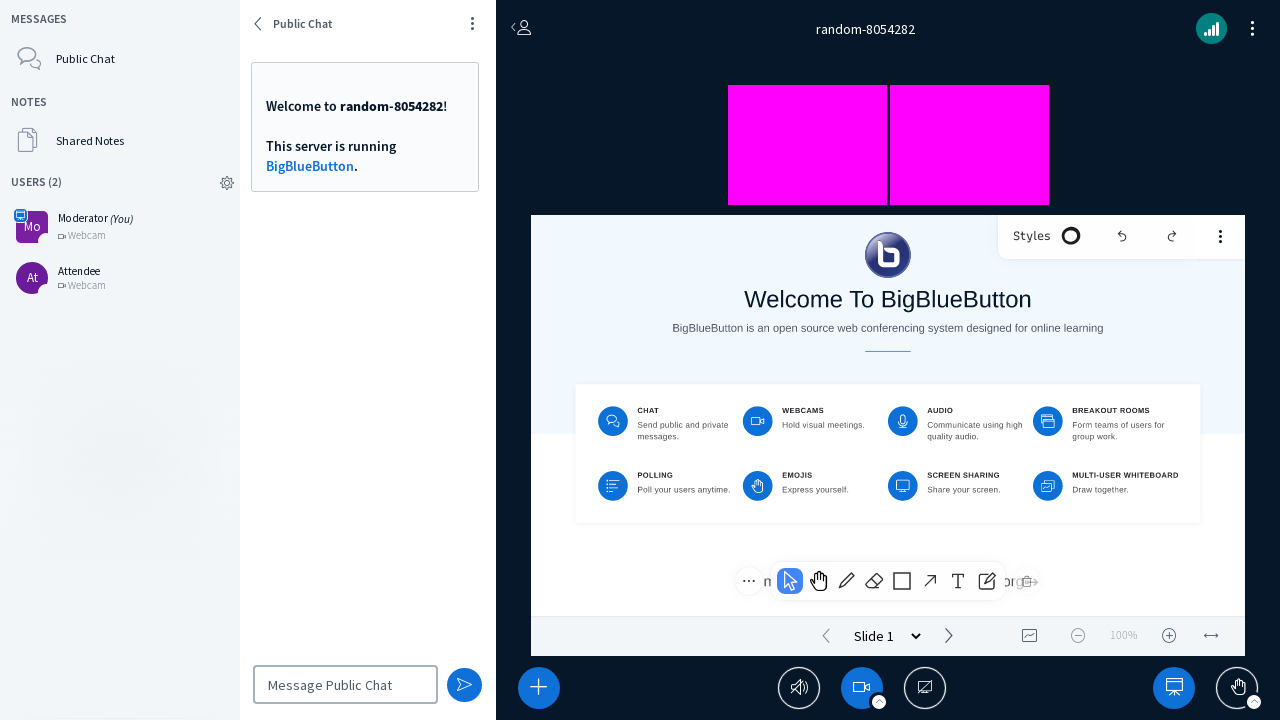 MESSAGES
Public Chat
NOTES
Shared Notes
USERS (2)
Mo
Moderator (You)
Webcam
At
Attendee
Webcam
Public Chat
Welcome to random-8054282!
This server is running
BigBlueButton.
Message Public Chat
random-8054282
Styles
b
Welcome To BigBlueButton
BigBlueButton is an open source web conferencing system designed for online learning
CHAT
Send public and private
messages.
WEBCAMS
Hold visual meetings.
AUDIO
Communicate using high
quality audio.
BREAKOUT ROOMS
Form teams of users for
group work.
POLLING
Poll your users anytime.
EMOJIS
Express yourself.
SCREEN SHARING
Share your screen.
MULTI-USER WHITEBOARD
Draw together.
Slide 1
100%